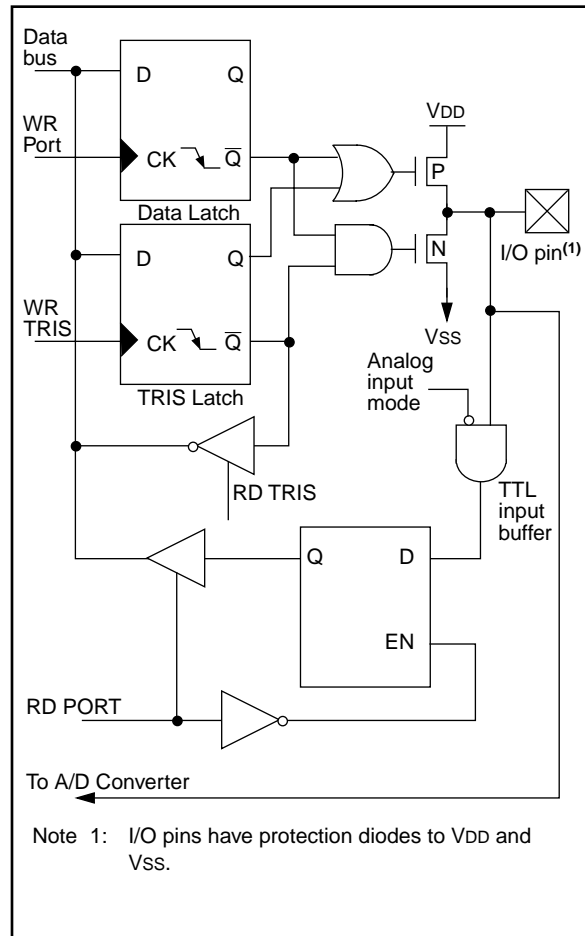 Data
bus
D Q
WR
Port
CK Q
Data Latch
VDD
P
I/O pin(1)
D Q
N
WR
TRIS
CK Q
VSS
TRIS Latch
Analog
input
mode
RD TRIS
TTL
input
buffer
Q D
EN
RD PORT
To A/D Converter
Note 1: I/O pins have protection diodes to VDD and
VSS.